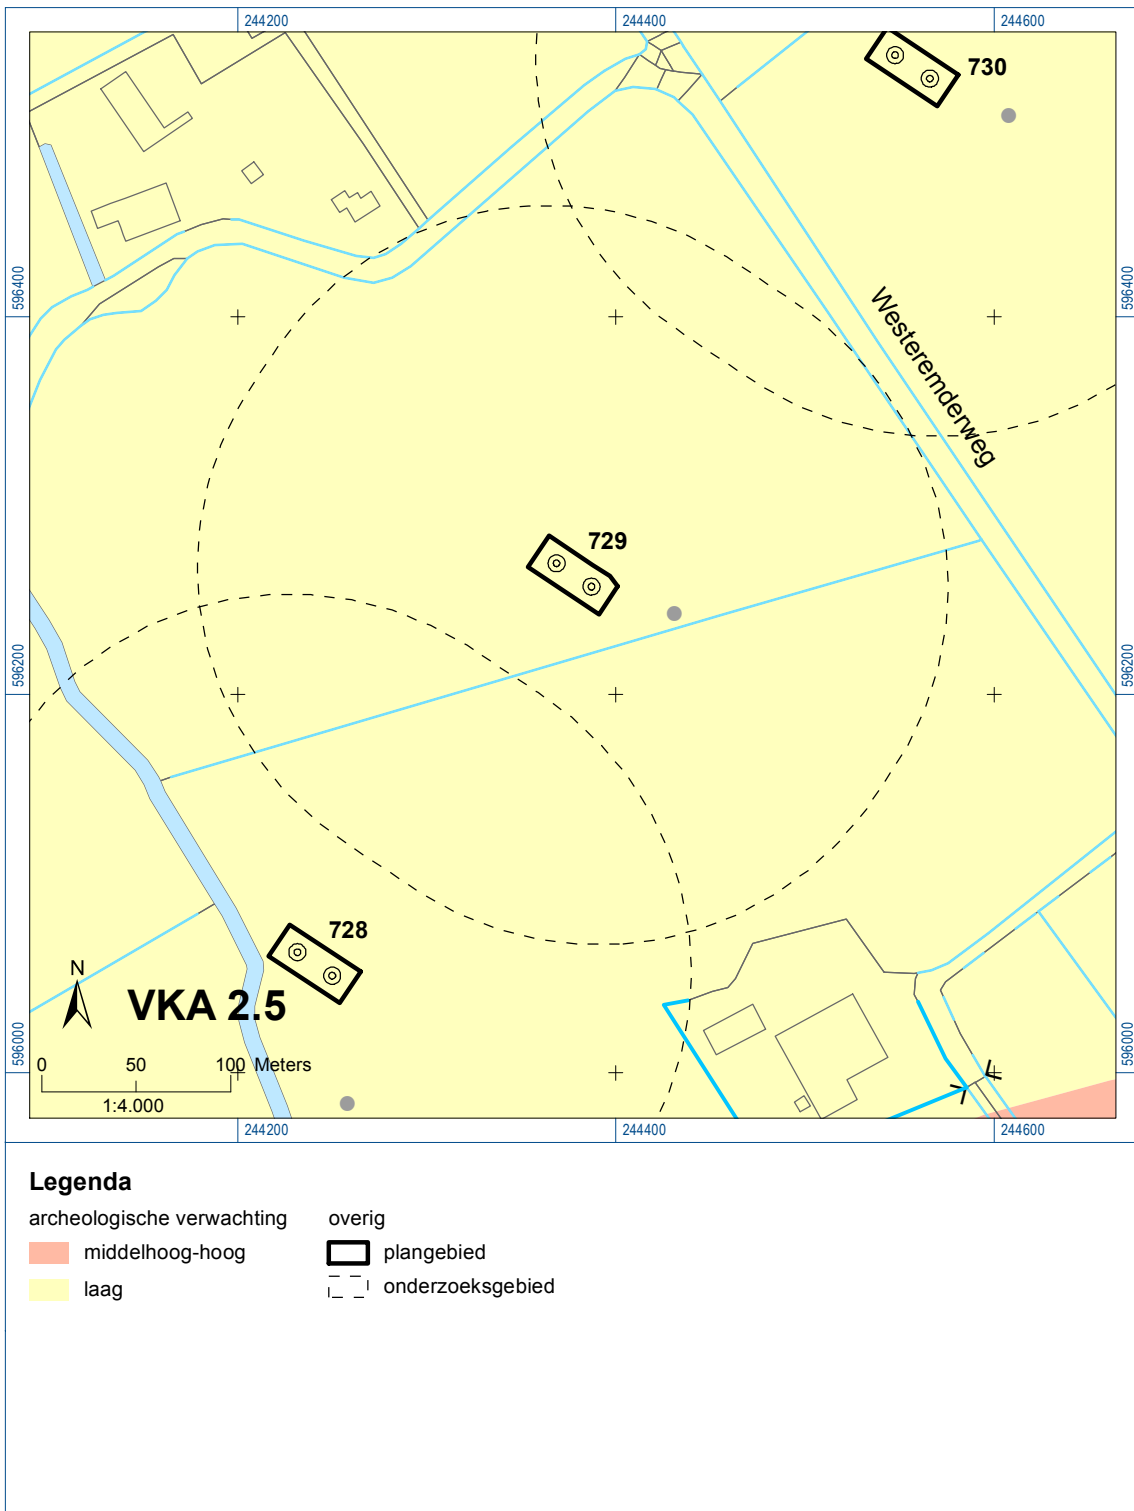 244200 244400 244600
730
596400 596400
Westeremderweg
729
596200 596200
728
N
VKA 2.5
596000 596000
0 50 100 Meters
1:4.000
244200 244400 244600
Legenda
archeologische verwachting overig
middelhoog-hoog plangebied
laag onderzoeksgebied